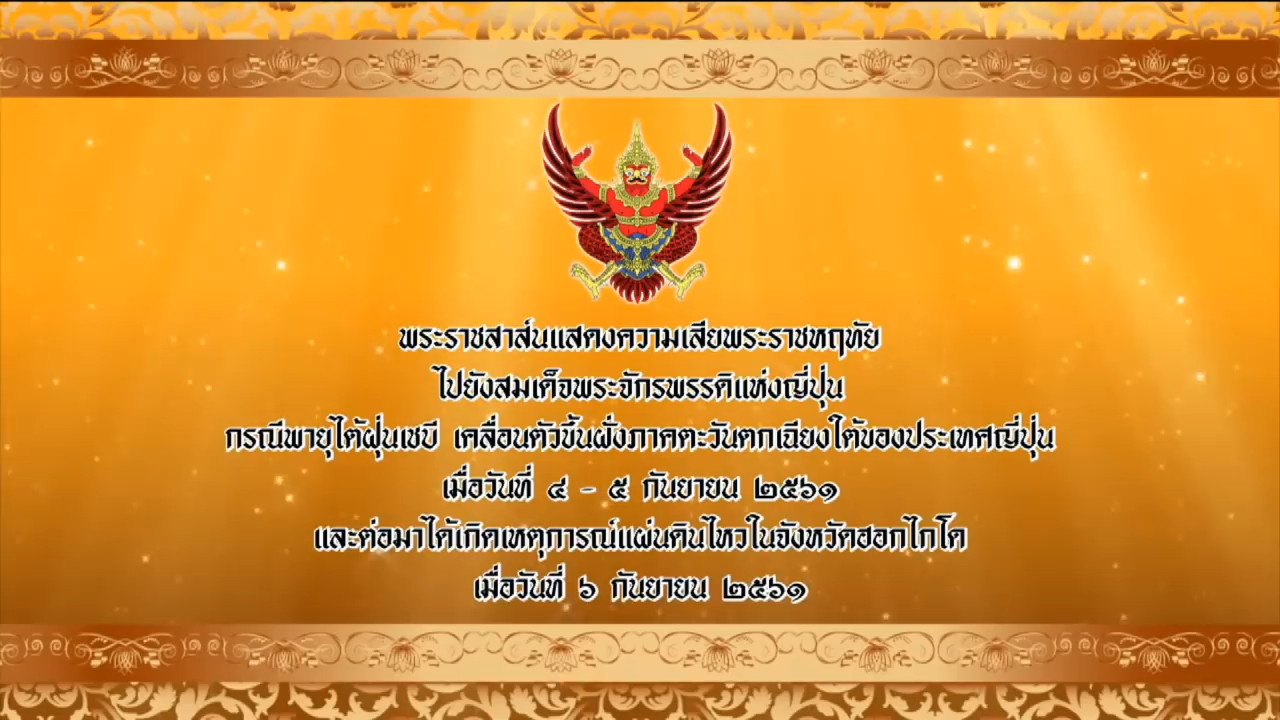 พระราชสาส์นแสดงความเสียพระราชหฤทัย
ไปยังสมเด็จพระจักรพรรดิแห่งญี่ปุ่น
กรณีพายุไต้ฝุ่นเชบี เคลื่อนตัวขึ้นฝั่งภาคตะวันตกเฉียงใต้ของประเทศญี่ปุ่น
เมื่อวันที่ ๔ - ๕ กันยายน ๒๕๖๑
และต่อมาได้เกิดเหตุการณ์แผ่นดินไหวในจังหวัดฮอกไกโด
เมื่อวันที่ ๖ กันยายน ๒๕๖๑